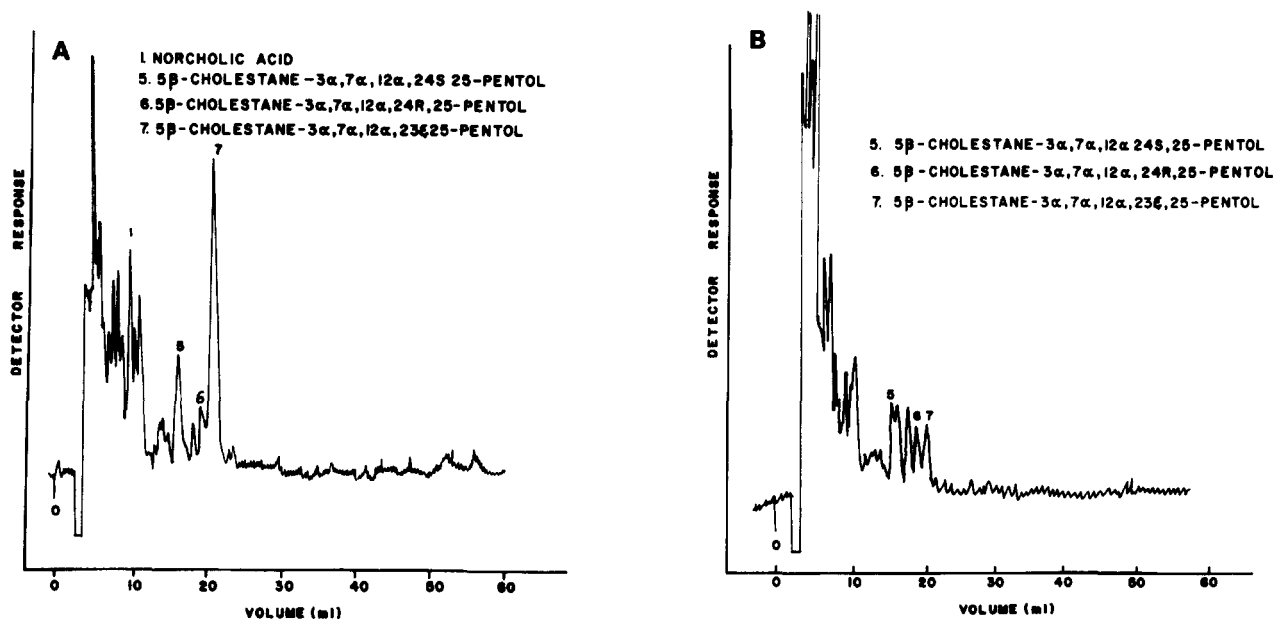 A
1. NORCHOLIC ACID
5. 5β-CHOLESTANE-3α,7α,12α,24S 25-PENTOL
6. 5β-CHOLESTANE-3α,7α,12α,24R,25-PENTOL
7. 5β-CHOLESTANE-3α,7α,12α,23ξ,25-PENTOL
7
1
5
6
0
DETECTOR RESPONSE
0 10 20 30 40 50 60
VOLUME (ml)
B
5. 5β-CHOLESTANE-3α,7α,12α 24S,25-PENTOL
6. 5β-CHOLESTANE-3α,7α,12α,24R,25-PENTOL
7. 5β-CHOLESTANE-3α,7α,12α,23ξ,25-PENTOL
5
6 7
0
DETECTOR RESPONSE
0 10 20 30 40 50 60
VOLUME (ml)